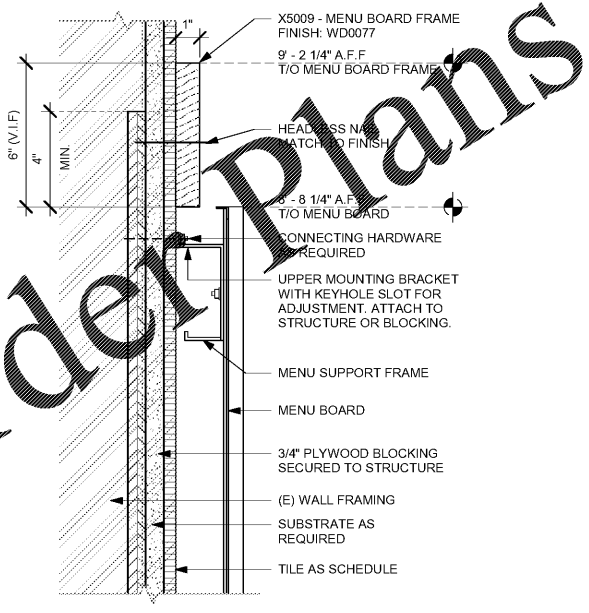 1"
X5009 - MENU BOARD FRAME
FINISH: WD0077
9' - 2 1/4" A.F.F
T/O MENU BOARD FRAME
6" (V.I.F)
4"
MIN.
HEADLESS NAIL
MATCH TO FINISH
8' - 8 1/4" A.F.F
T/O MENU BOARD
CONNECTING HARDWARE
AS REQUIRED
UPPER MOUNTING BRACKET
WITH KEYHOLE SLOT FOR
ADJUSTMENT. ATTACH TO
STRUCTURE OR BLOCKING.
MENU SUPPORT FRAME
MENU BOARD
3/4" PLYWOOD BLOCKING
SECURED TO STRUCTURE
(E) WALL FRAMING
SUBSTRATE AS
REQUIRED
TILE AS SCHEDULE
Plans